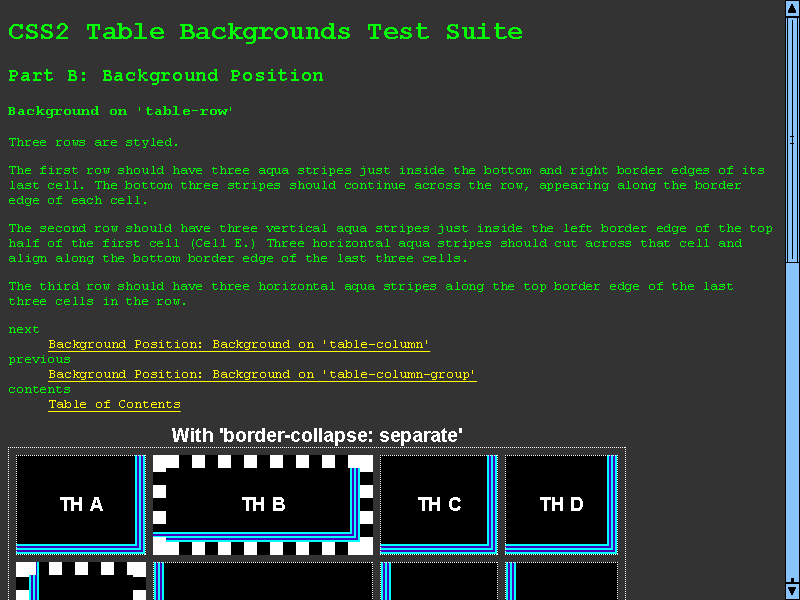 CSS2 Table Backgrounds Test Suite
Part B: Background Position
Background on 'table-row'
Three rows are styled.
The first row should have three aqua stripes just inside the bottom and right border edges of its
last cell. The bottom three stripes should continue across the row, appearing along the border
edge of each cell.
The second row should have three vertical aqua stripes just inside the left border edge of the top
half of the first cell (Cell E.) Three horizontal aqua stripes should cut across that cell and
align along the bottom border edge of the last three cells.
The third row should have three horizontal aqua stripes along the top border edge of the last
three cells in the row.
next
Background Position: Background on 'table-column'
previous
Background Position: Background on 'table-column-group'
contents
Table of Contents
With 'border-collapse: separate'
TH A TH B TH C TH D